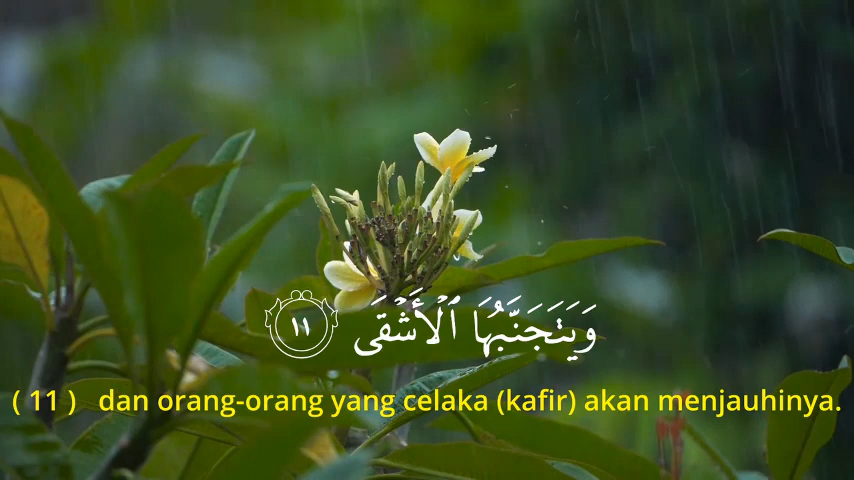 وَيَتَجَنَّبُهَا ٱلْأَشْقَى ١١
( 11 ) dan orang-orang yang celaka (kafir) akan menjauhinya.